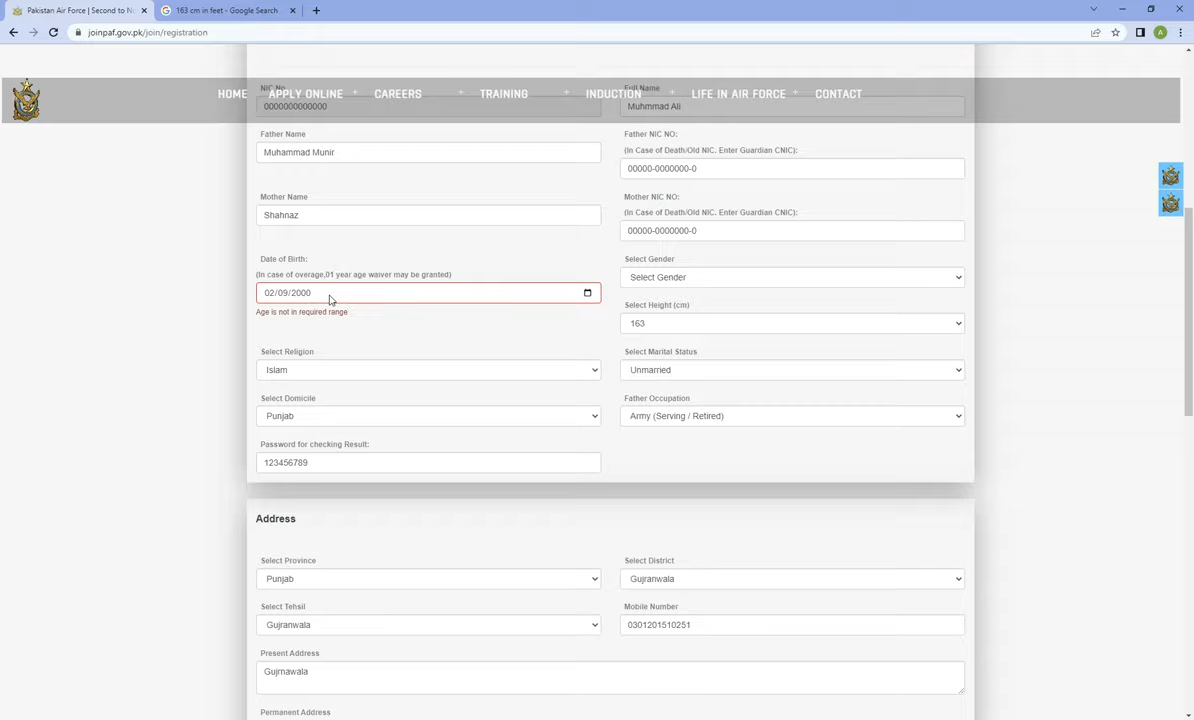 Pakistan Air Force | Second to No
163 cm in feet - Google Search
joinpaf.gov.pk/join/registration
A
HOME
APPLY ONLINE +
CAREERS +
TRAINING +
INDUCTION +
LIFE IN AIR FORCE +
CONTACT
NIC No
Full Name
0000000000000
Muhmmad Ali
Father Name
Father NIC NO:
(In Case of Death/Old NIC. Enter Guardian CNIC):
Muhammad Munir
00000-0000000-0
Mother Name
Mother NIC NO:
(In Case of Death/Old NIC. Enter Guardian CNIC):
Shahnaz
00000-0000000-0
Date of Birth:
(In case of overage,01 year age waiver may be granted)
02/09/2000
Age is not in required range
Select Gender
Select Gender
Select Height (cm)
163
Select Religion
Islam
Select Marital Status
Unmarried
Select Domicile
Punjab
Father Occupation
Army (Serving / Retired)
Password for checking Result:
123456789
Address
Select Province
Punjab
Select District
Gujranwala
Select Tehsil
Gujranwala
Mobile Number
0301201510251
Present Address
Gujrnawala
Permanent Address